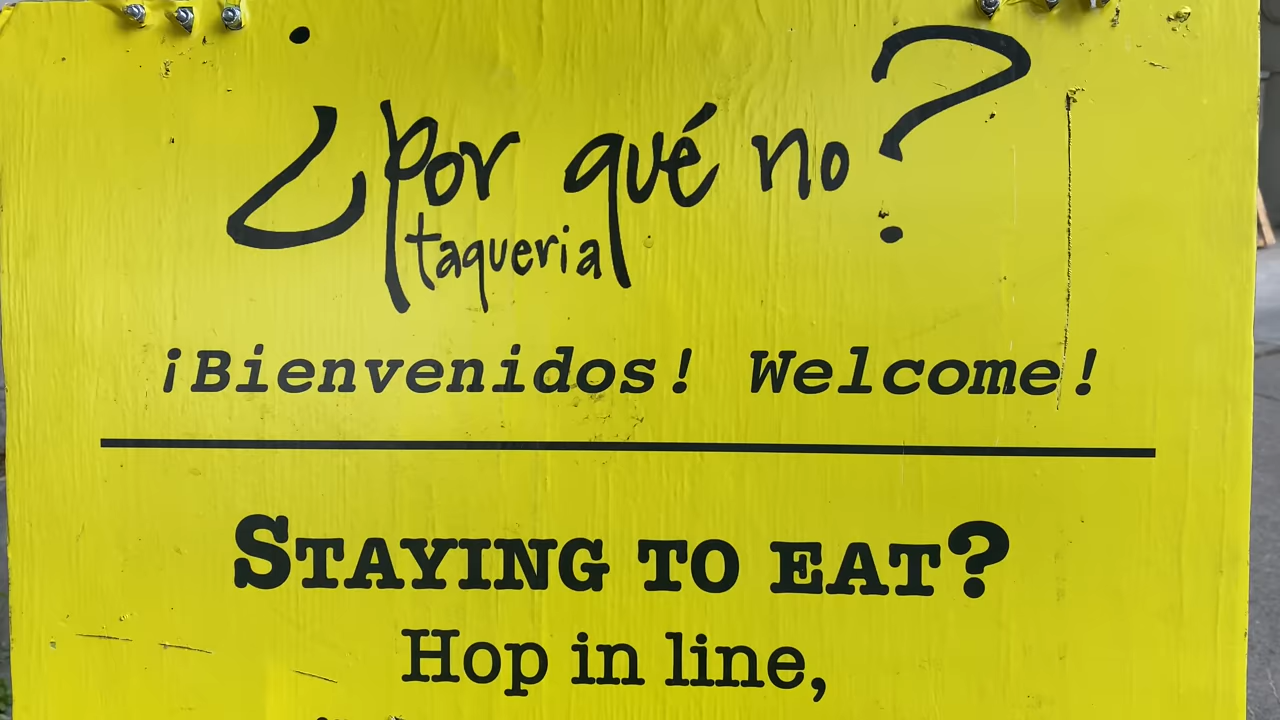 ¿Por qué no?
taqueria
¡Bienvenidos! Welcome!
STAYING TO EAT?
Hop in line,